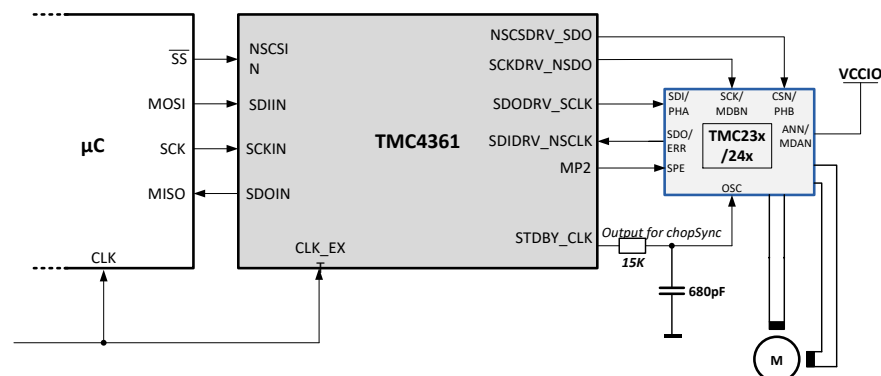 µC
SS
MOSI
SCK
MISO
CLK
NSCSI
N
SDIIN
SCKIN
SDOIN
CLK_EX
TMC4361
NSCSDRV_SDO
SCKDRV_NSDO
SDODRV_SCLK
SDIDRV_NSCLK
MP2
STDBY_CLK
Output for chopSync
15K
680pF
SDI/
PHA
SCK/
MDBN
CSN/
PHB
VCCIO
SDO/
ERR
TMC23x
/24x
ANN/
MDAN
SPE
OSC
M